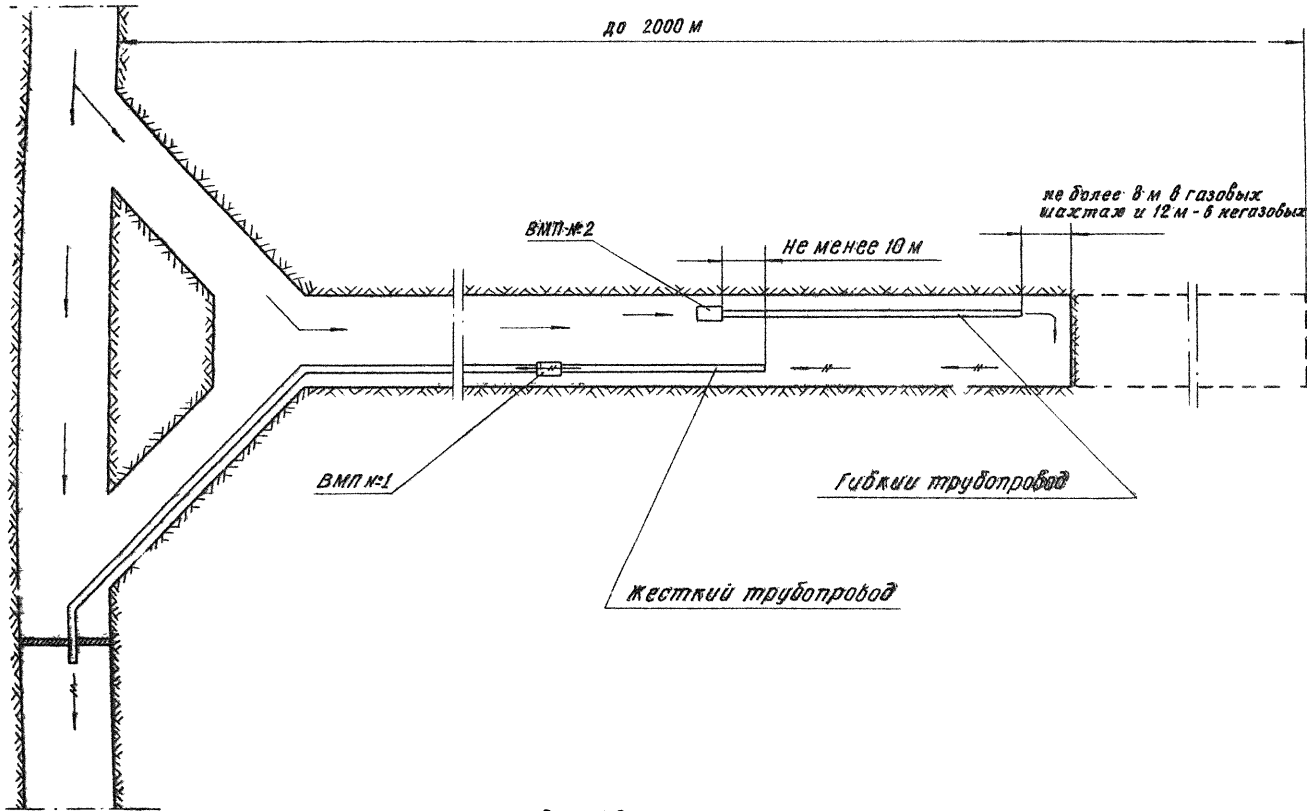 до 2000 м
не более 8 м в газовых
шахтах и 12 м - в негазовых
ВМП №2
не менее 10 м
ВМП №1
Гибкий трубопровод
Жесткий трубопровод